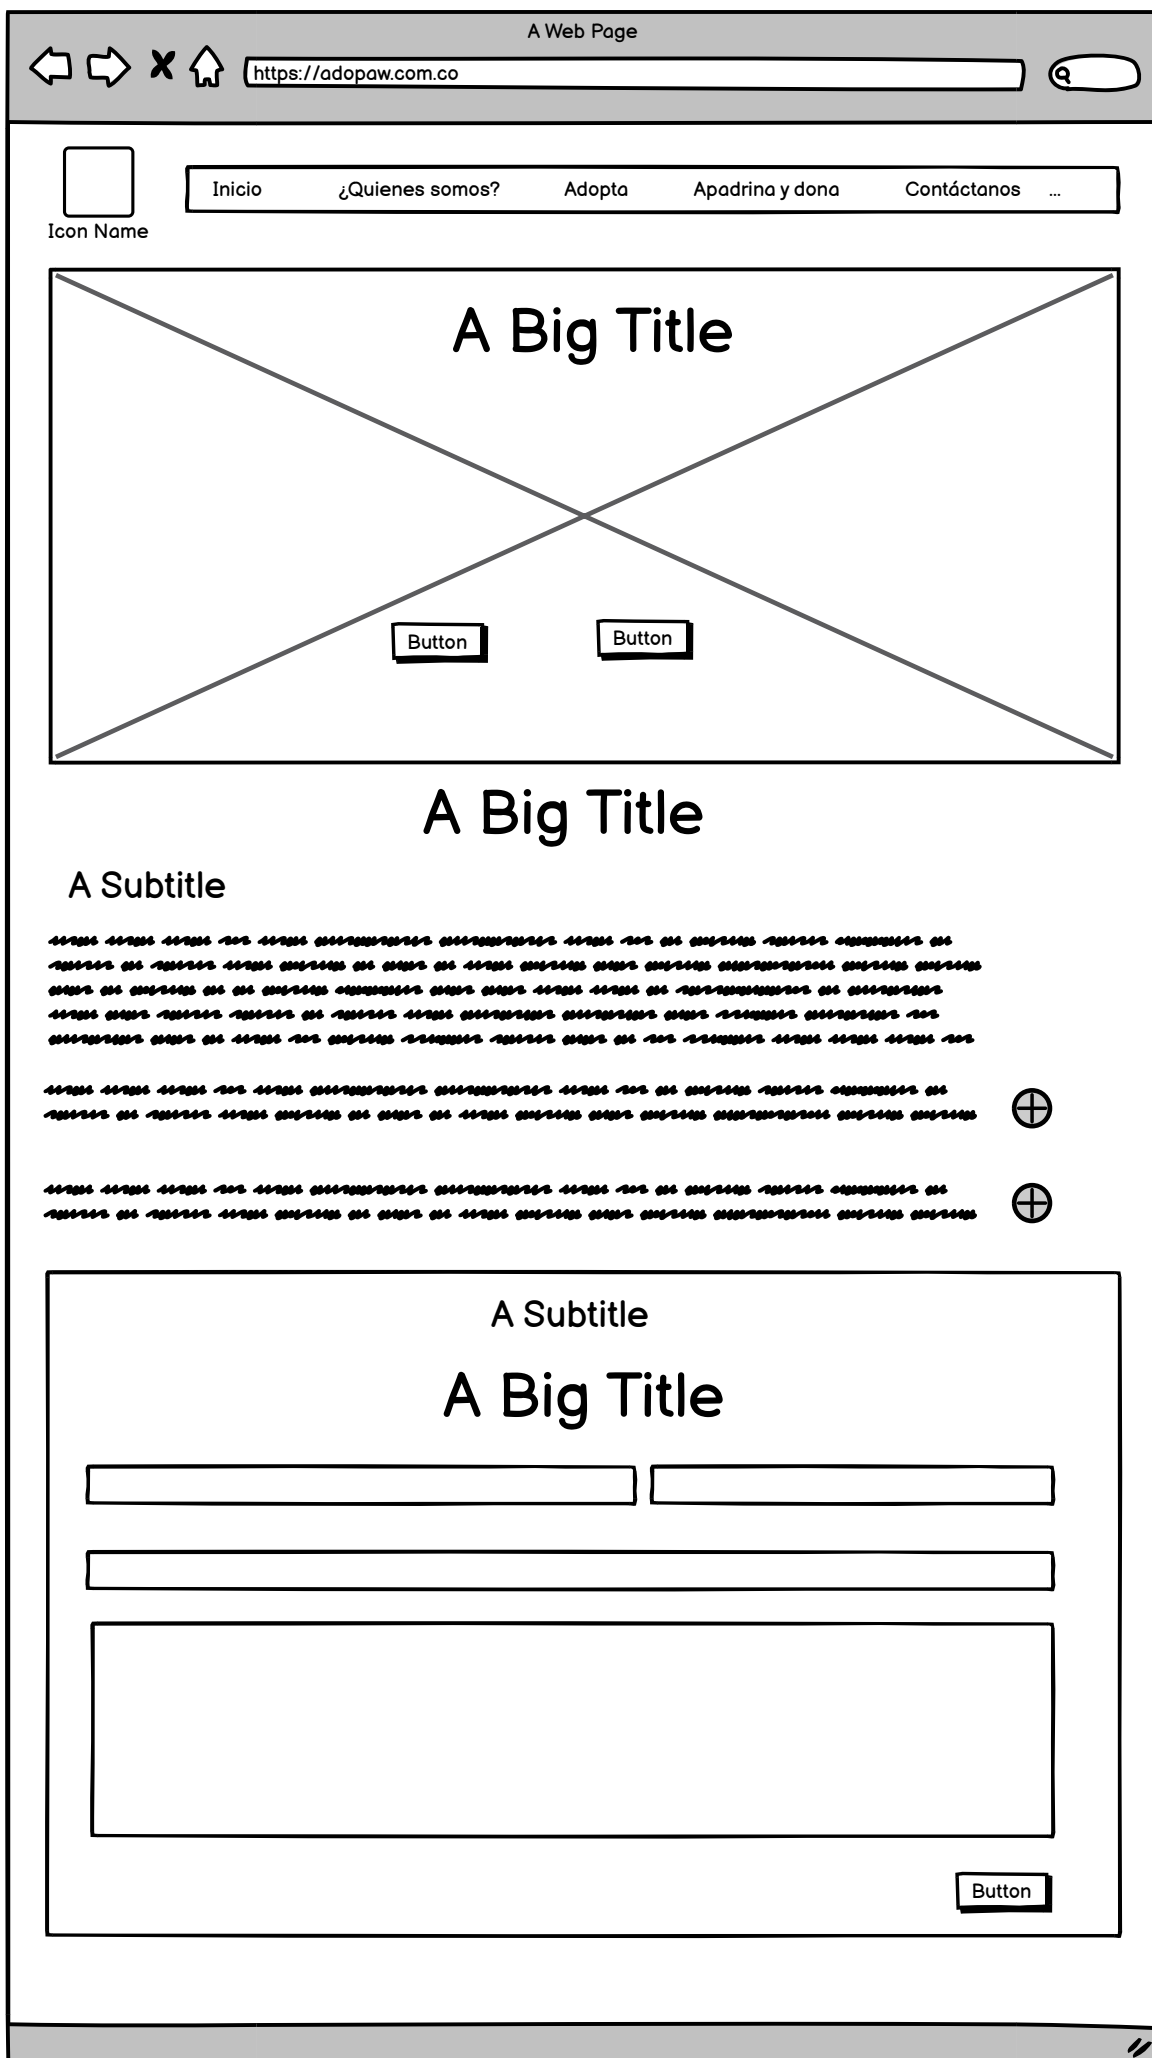 A Web Page
https://adopaw.com.co
Inicio ¿Quienes somos? Adopta Apadrina y dona Contáctanos ...
Icon Name
A Big Title
Button Button
A Big Title
A Subtitle
A Subtitle
A Big Title
Button